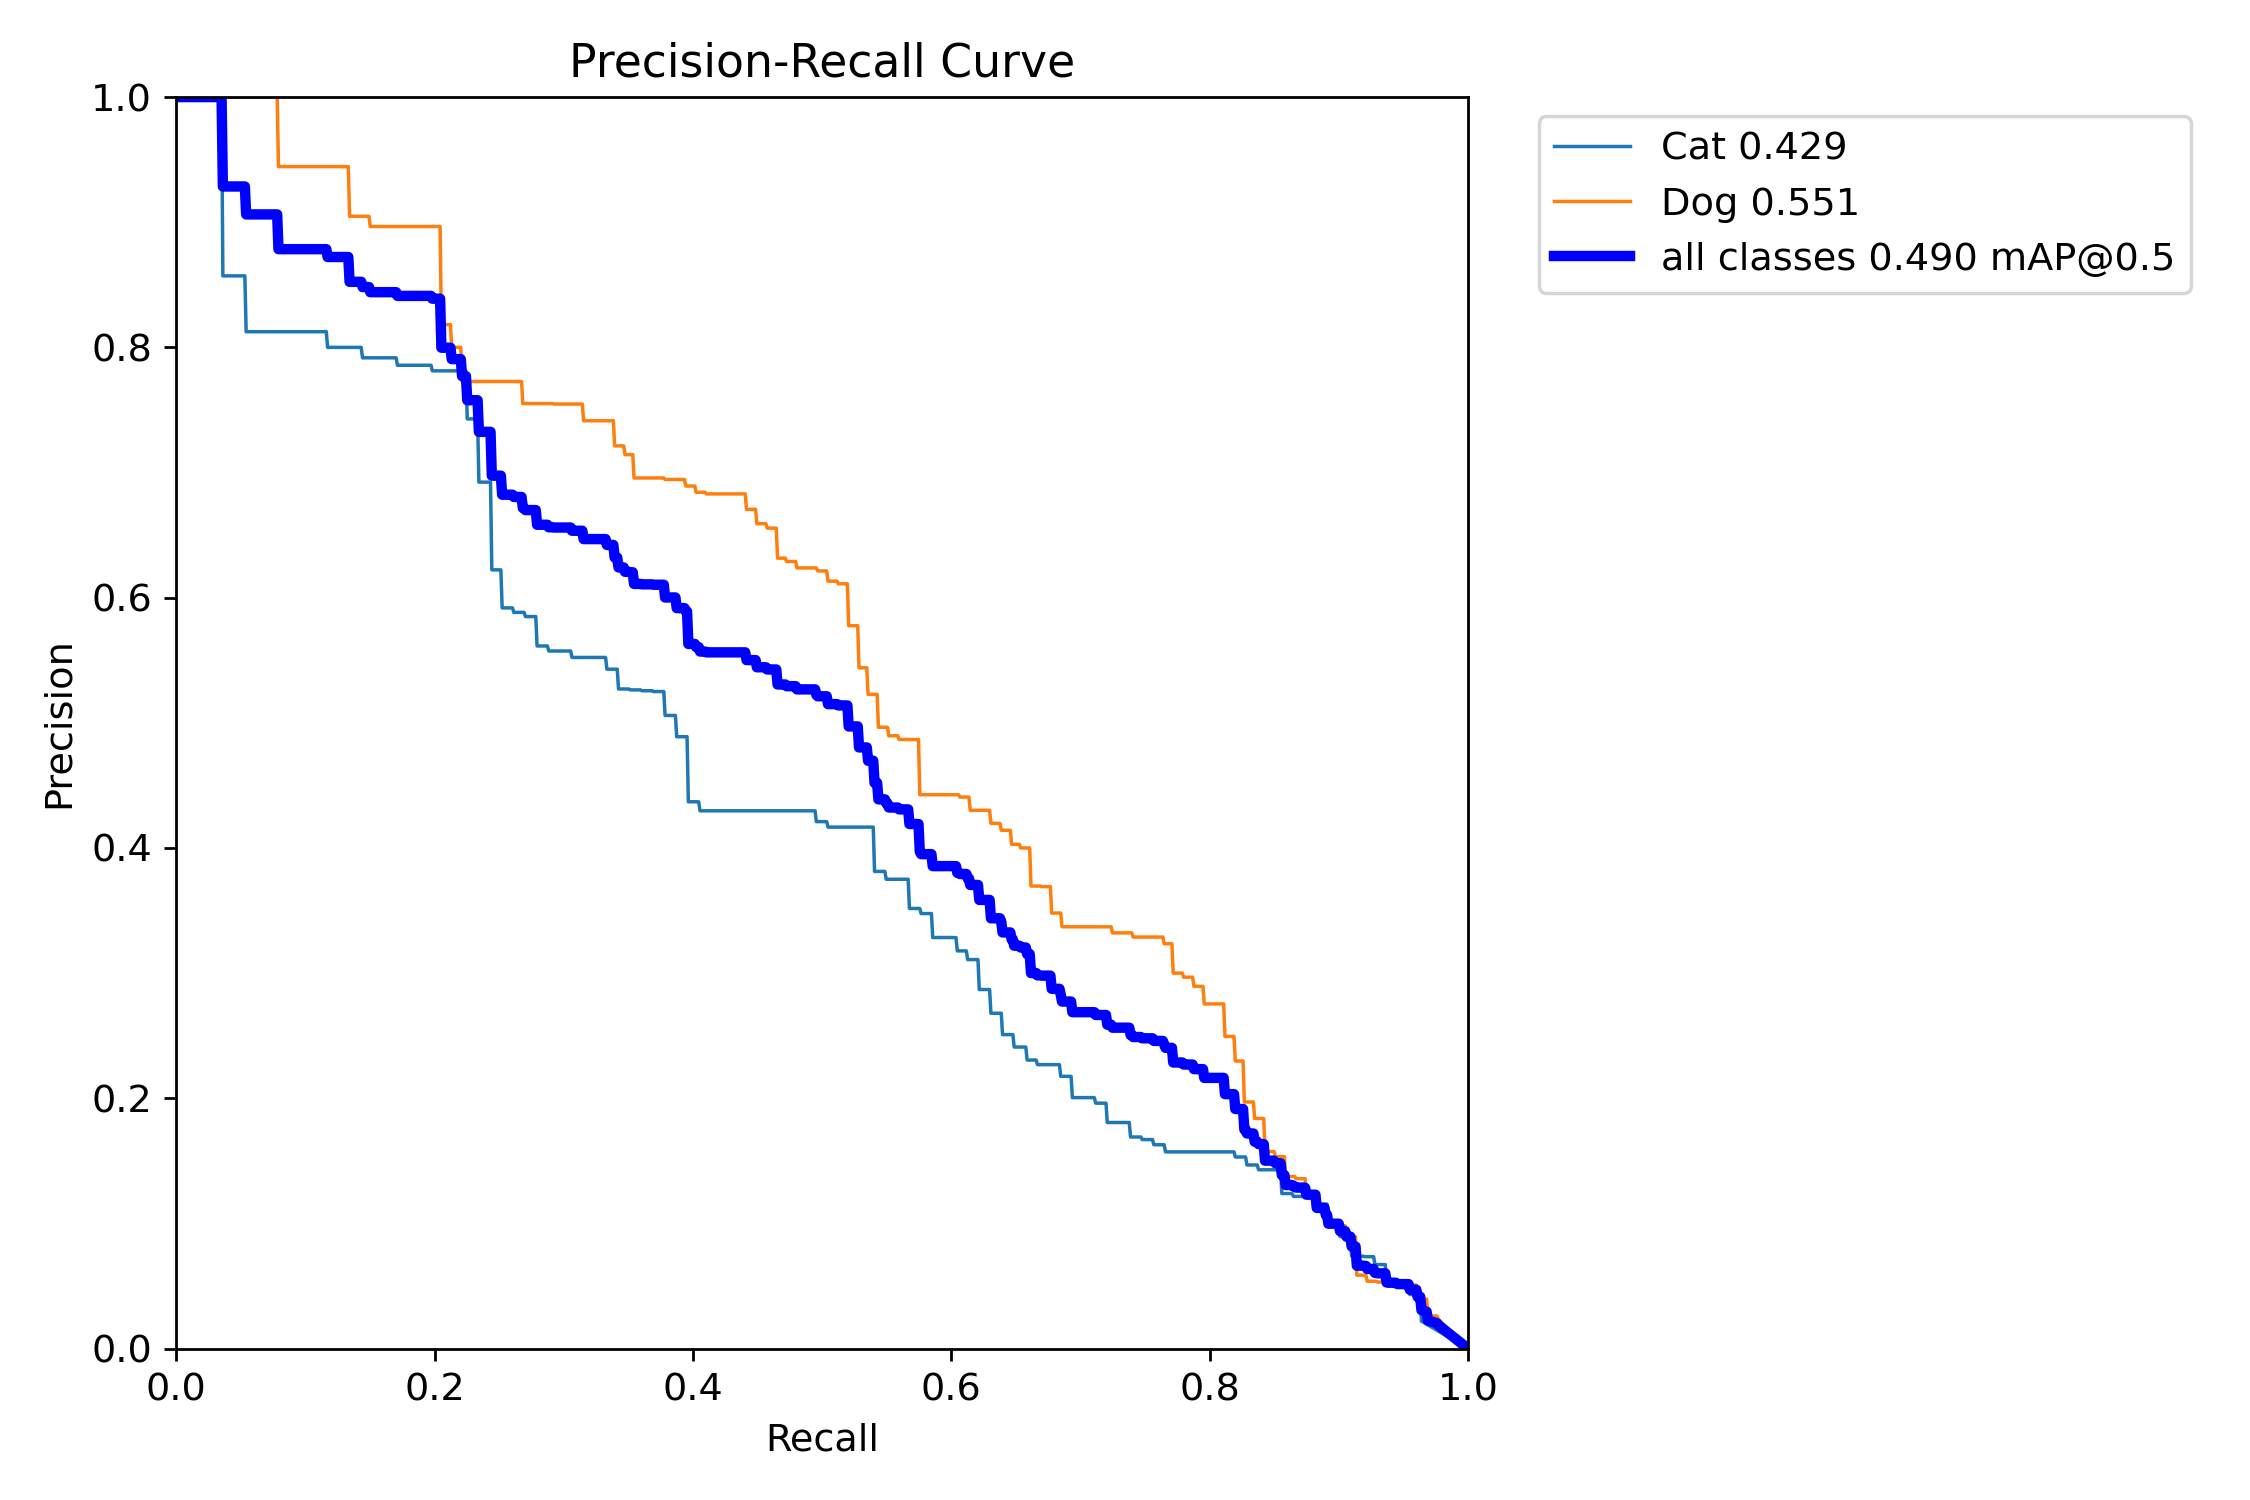 Precision-Recall Curve
Cat 0.429
Dog 0.551
all classes 0.490 mAP@0.5
1.0
0.8
0.6
0.4
0.2
0.0
Precision
0.0 0.2 0.4 0.6 0.8 1.0
Recall